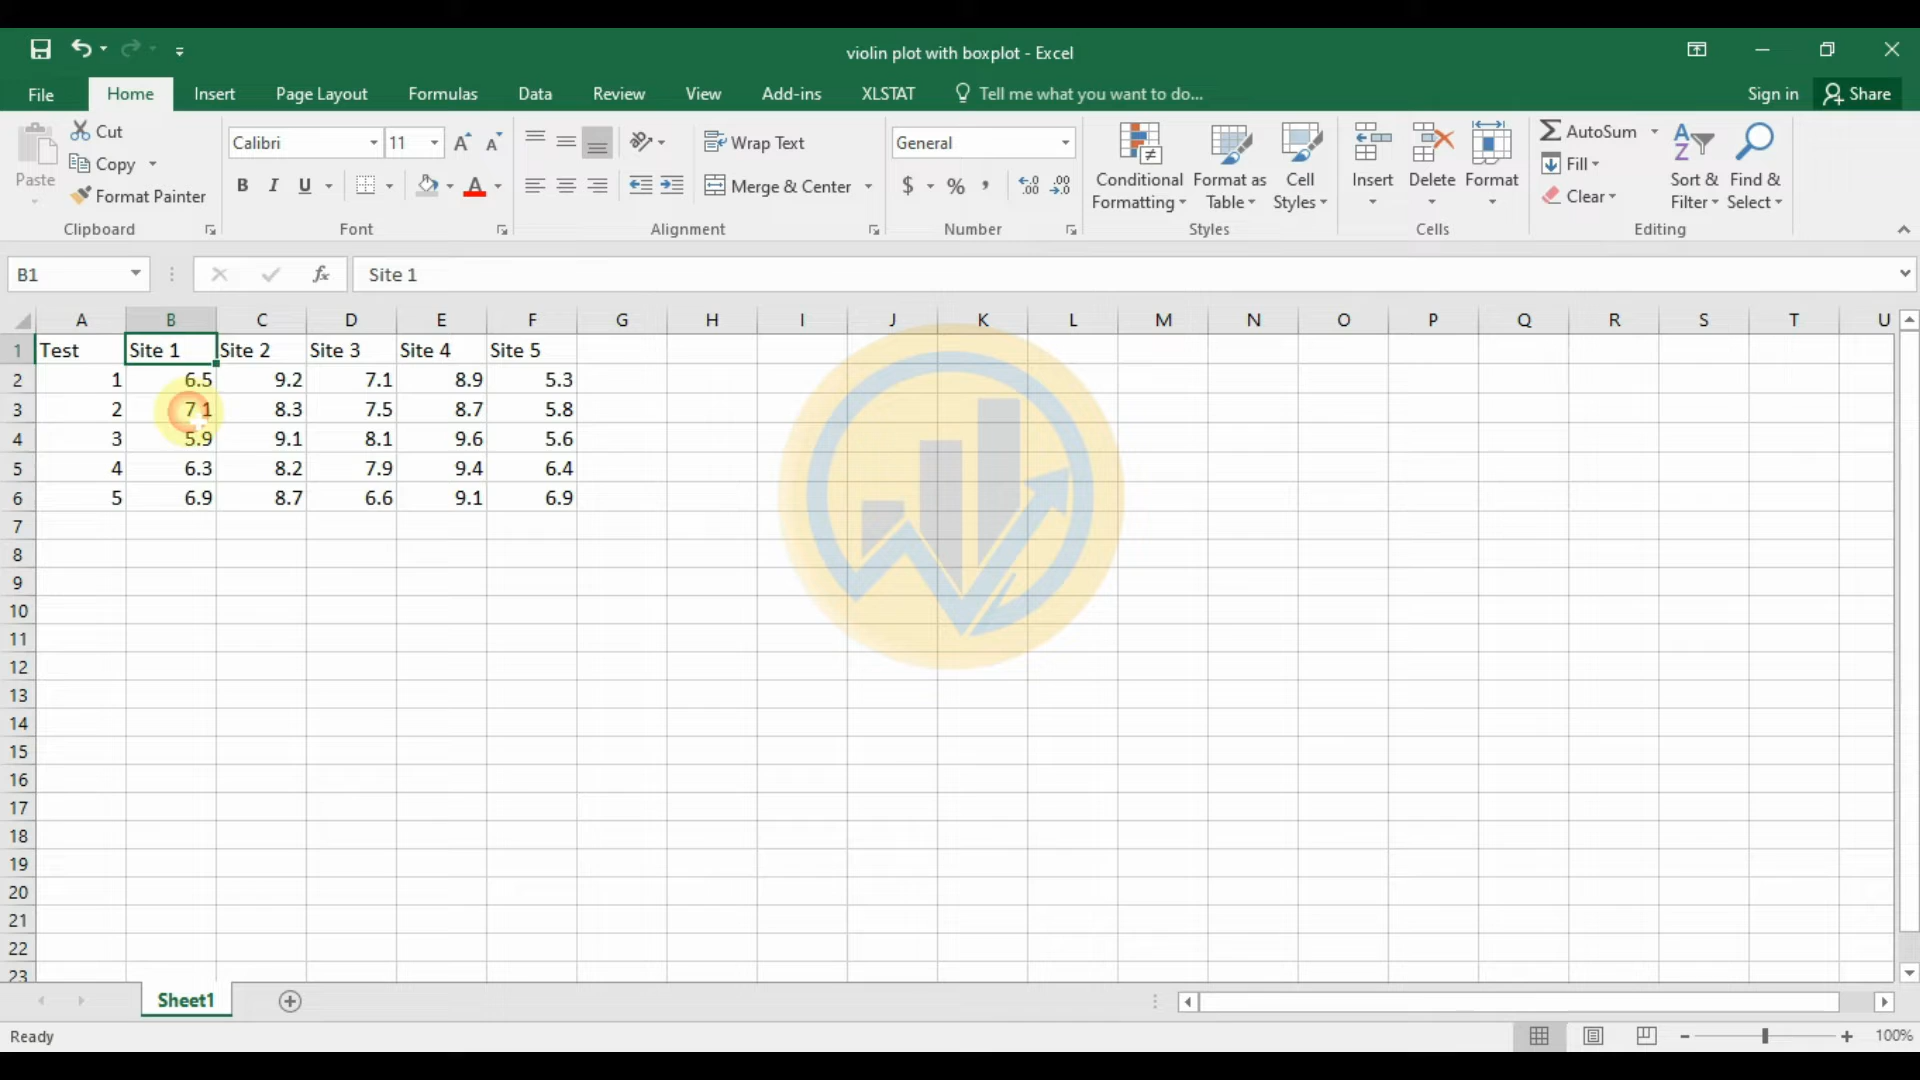 violin plot with boxplot - Excel
File Home Insert Page Layout Formulas Data Review View Add-ins XLSTAT Tell me what you want to do... Sign in Share
Cut
Copy
Paste
Format Painter
Clipboard
Calibri 11
B I U A
Font
Wrap Text
Merge & Center
Alignment
General
$ % ,
Number
Conditional Formatting
Format as Table
Cell Styles
Styles
Insert Delete Format
Cells
AutoSum
Fill
Clear
Sort & Filter
Find & Select
Editing
B1 fx Site 1
A B C D E F G H I J K L M N O P Q R S T U
1 Test Site 1 Site 2 Site 3 Site 4 Site 5
2 1 6.5 9.2 7.1 8.9 5.3
3 2 7.1 8.3 7.5 8.7 5.8
4 3 5.9 9.1 8.1 9.6 5.6
5 4 6.3 8.2 7.9 9.4 6.4
6 5 6.9 8.7 6.6 9.1 6.9
7
8
9
10
11
12
13
14
15
16
17
18
19
20
21
22
23
Sheet1
Ready 100%